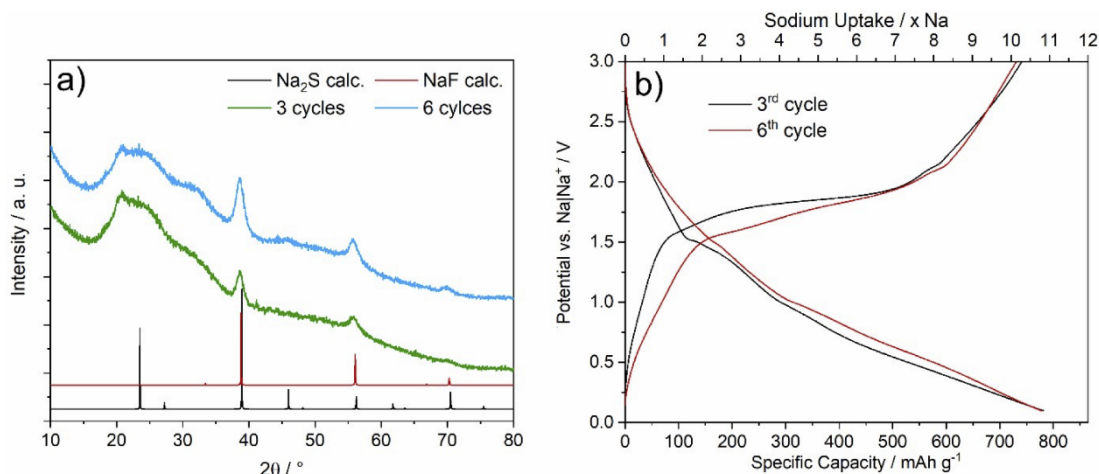 a)
Na₂S calc.
NaF calc.
3 cycles
6 cylces
Intensity / a. u.
10 20 30 40 50 60 70 80
2θ / °
Sodium Uptake / x Na
0 1 2 3 4 5 6 7 8 9 10 11 12
b)
3rd cycle
6th cycle
Potential vs. Na|Na⁺ / V
3.0
2.5
2.0
1.5
1.0
0.5
0.0
0 100 200 300 400 500 600 700 800
Specific Capacity / mAh g⁻¹